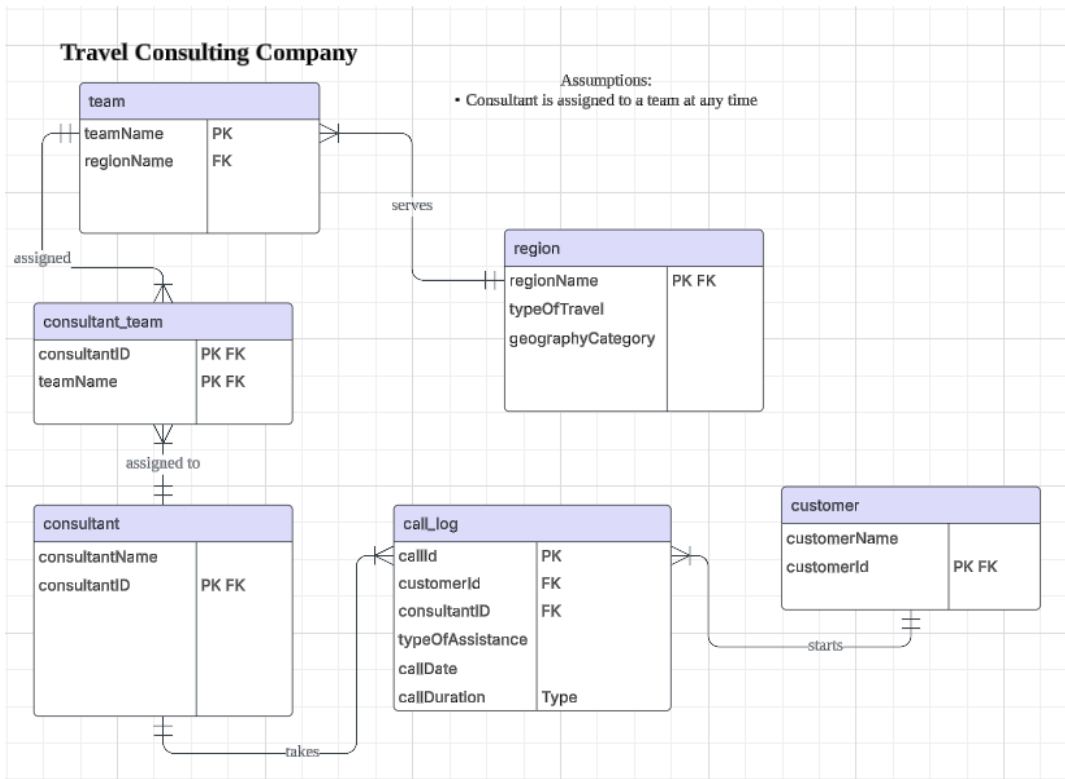 Travel Consulting Company
Assumptions:
• Consultant is assigned to a team at any time
team
teamName PK
regionName FK
serves
assigned
region
regionName PK FK
typeOfTravel
geographyCategory
consultant_team
consultantID PK FK
teamName PK FK
assigned to
consultant
consultantName
consultantID PK FK
call_log
callId PK
customerId FK
consultantID FK
typeOfAssistance
callDate
callDuration Type
customer
customerName
customerId PK FK
starts
takes